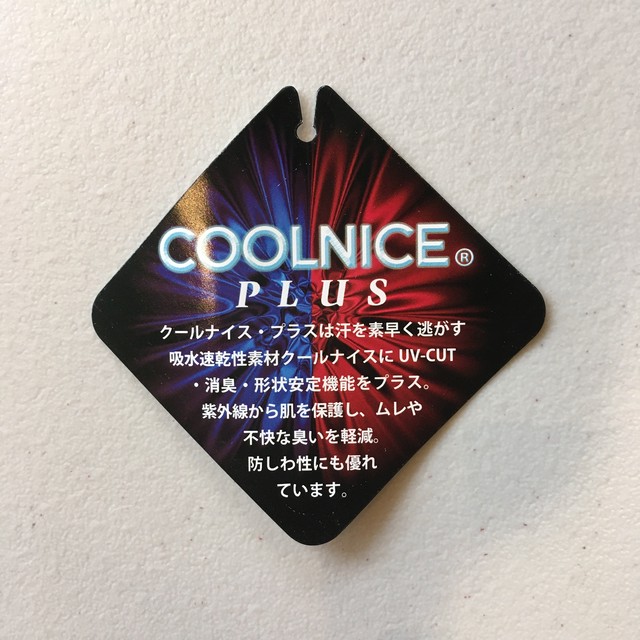 COOLNICE®
PLUS
クールナイス・プラスは汗を素早く逃がす
吸水速乾性素材クールナイスに UV-CUT
・消臭・形状安定機能をプラス。
紫外線から肌を保護し、ムレや
不快な臭いを軽減。
防しわ性にも優れ
ています。